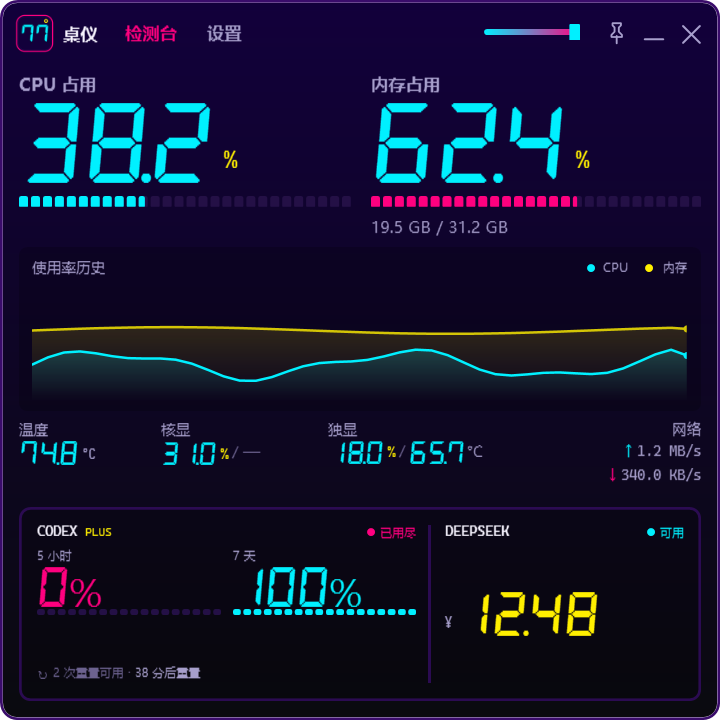 77 桌仪 检测台 设置
CPU 占用
38.2 %
内存占用
62.4 %
19.5 GB / 31.2 GB
使用率历史
CPU 内存
温度
74.8 °C
核显
31.0 % / —
独显
18.0 % / 65.7 °C
网络
↑ 1.2 MB/s
↓ 340.0 KB/s
CODEX PLUS 已用尽
5 小时
0%
7 天
100%
↻ 2 次重置可用 · 38 分后重置
DEEPSEEK 可用
¥ 12.48